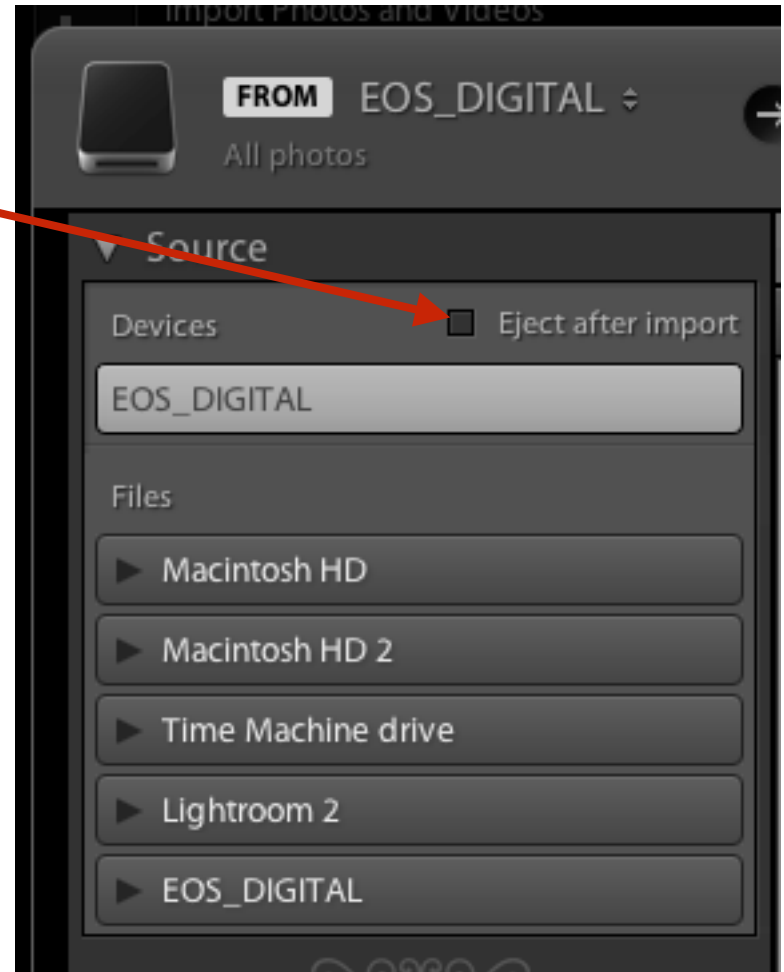 Import Photos and Videos
FROM EOS_DIGITAL
All photos
Source
Devices Eject after import
EOS_DIGITAL
Files
Macintosh HD
Macintosh HD 2
Time Machine drive
Lightroom 2
EOS_DIGITAL